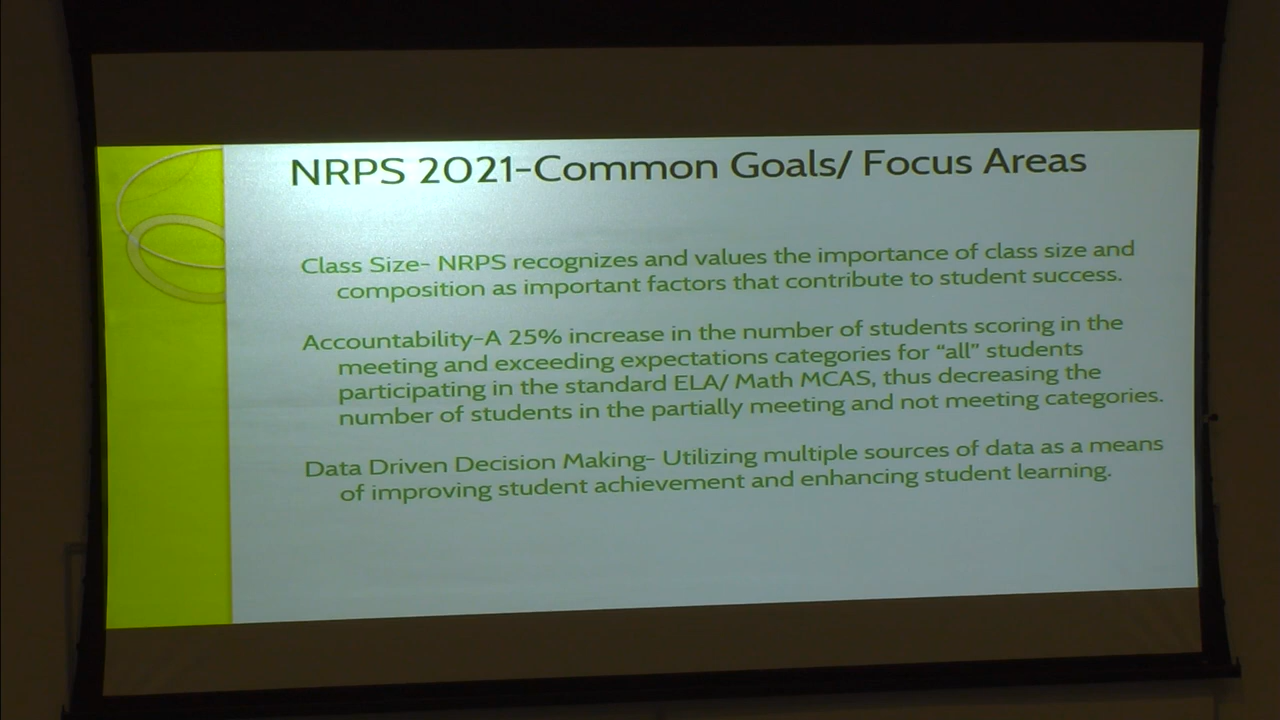 NRPS 2021-Common Goals/ Focus Areas
Class Size- NRPS recognizes and values the importance of class size and
composition as important factors that contribute to student success.
Accountability-A 25% increase in the number of students scoring in the
meeting and exceeding expectations categories for “all” students
participating in the standard ELA/ Math MCAS, thus decreasing the
number of students in the partially meeting and not meeting categories.
Data Driven Decision Making- Utilizing multiple sources of data as a means
of improving student achievement and enhancing student learning.